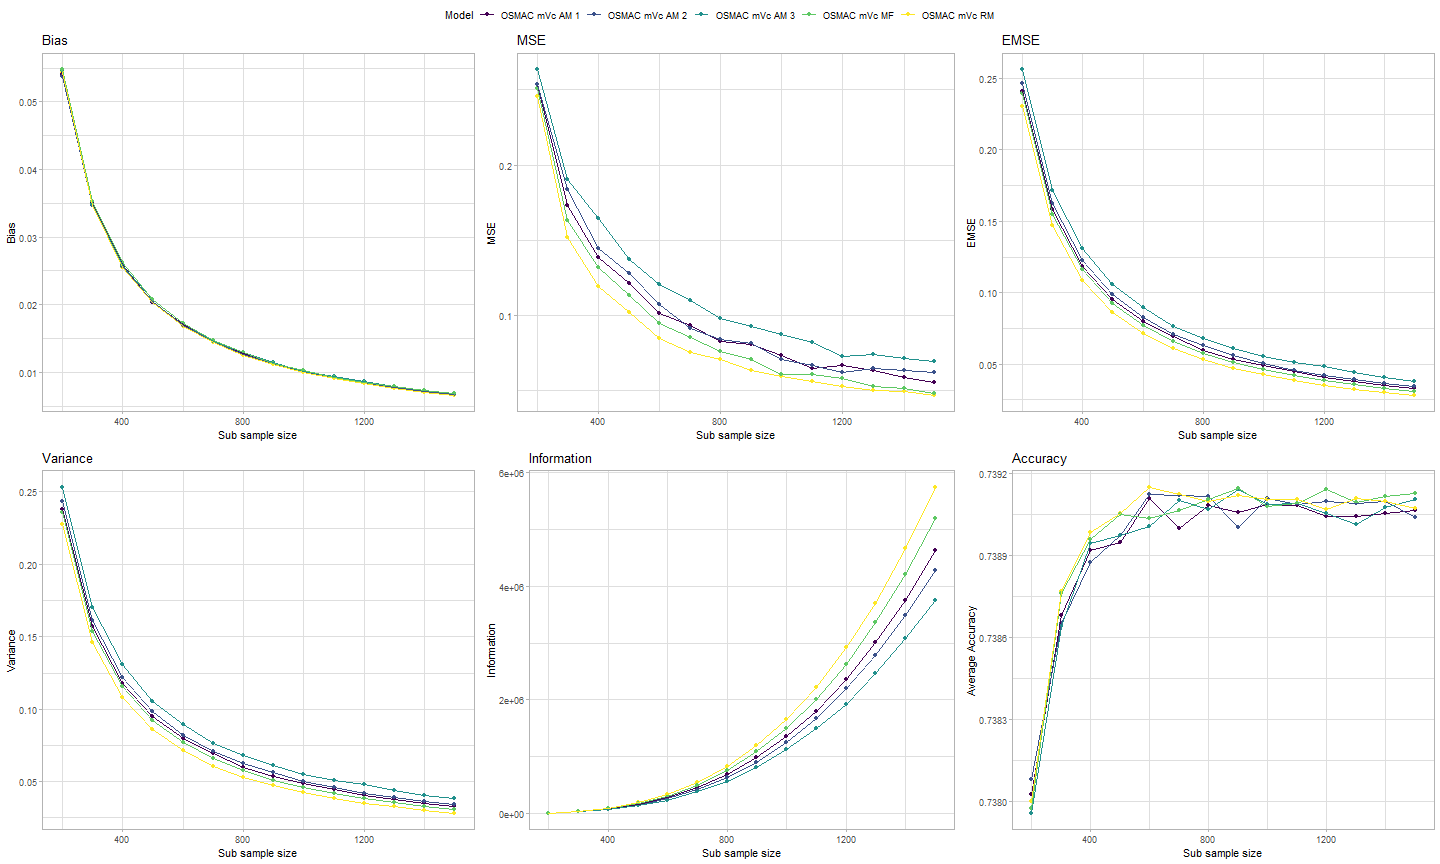 Model OSMAC mVc AM 1 OSMAC mVc AM 2 OSMAC mVc AM 3 OSMAC mVc MF OSMAC mVc RM
Bias
0.05
0.04
0.03
0.02
0.01
Bias
400 800 1200
Sub sample size
MSE
0.2
0.1
MSE
400 800 1200
Sub sample size
EMSE
0.25
0.20
0.15
0.10
0.05
EMSE
400 800 1200
Sub sample size
Variance
0.25
0.20
0.15
0.10
0.05
Variance
400 800 1200
Sub sample size
Information
6e+06
4e+06
2e+06
0e+00
Information
400 800 1200
Sub sample size
Accuracy
0.7392
0.7389
0.7386
0.7383
0.7380
Average Accuracy
400 800 1200
Sub sample size